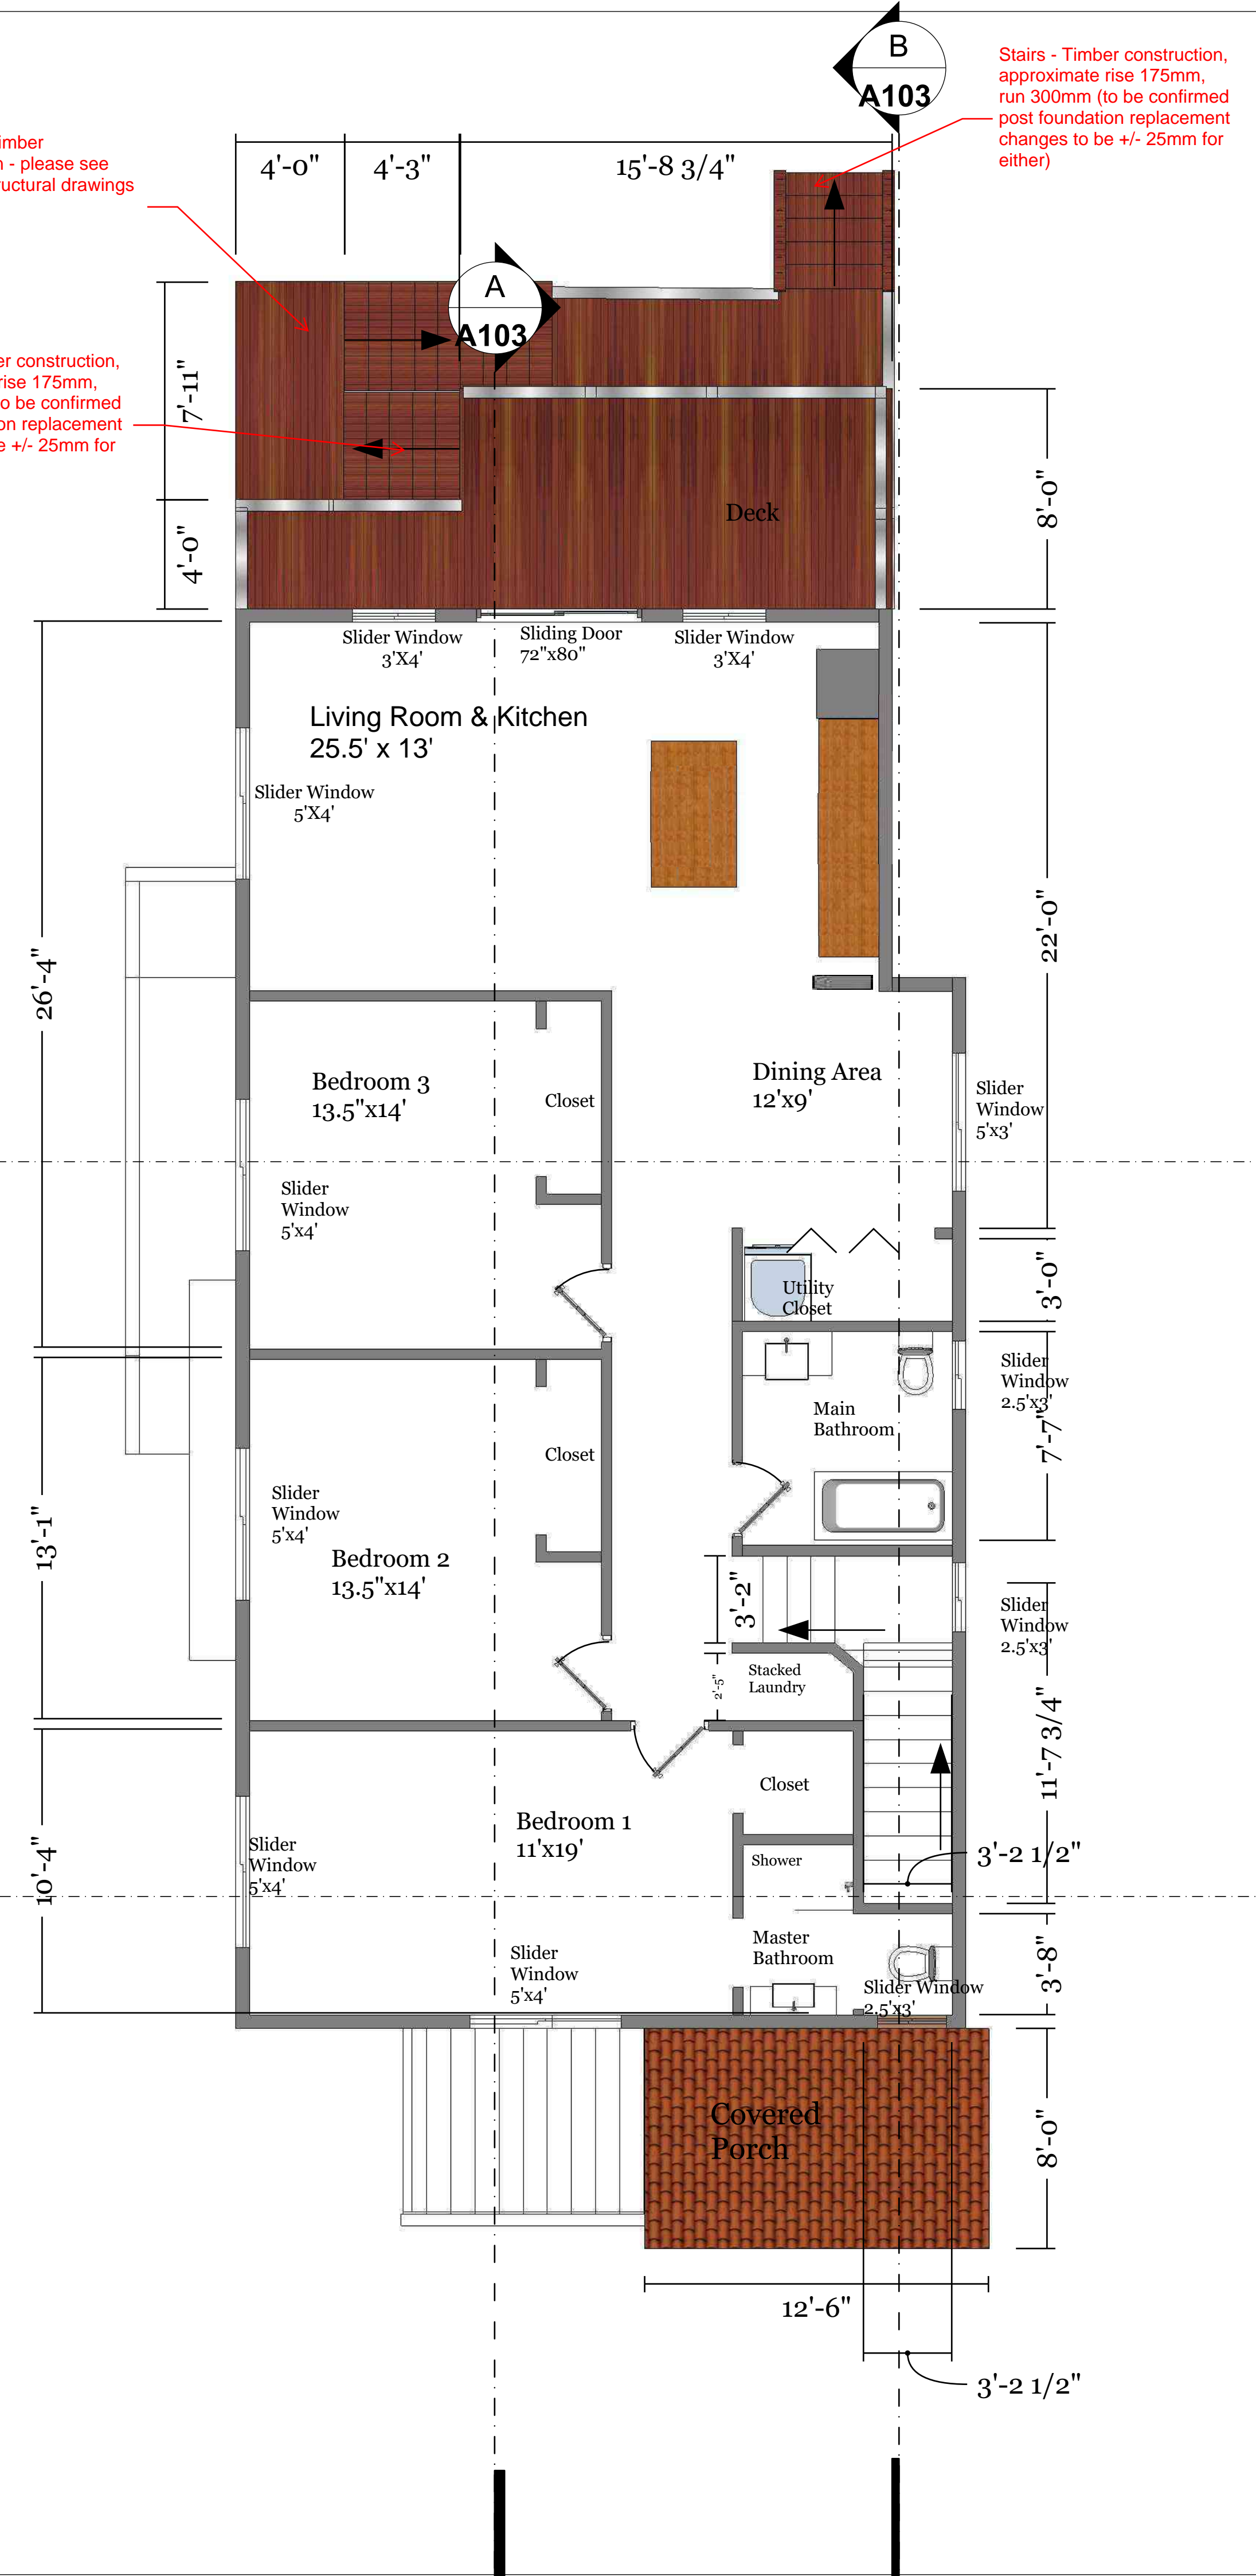 B
A103
Stairs - Timber construction,
approximate rise 175mm,
run 300mm (to be confirmed
post foundation replacement
changes to be +/- 25mm for
either)
- please see
4'-0"
4'-3"
15'-8 3/4"
A
A103
construction,
rise 175mm,
be confirmed
replacement
+/- 25mm for
7'-11"
4'-0"
Deck
8'-0"
Slider Window
3'X4'
Sliding Door
72"x80"
Slider Window
3'X4'
Living Room & Kitchen
25.5' x 13'
Slider Window
5'X4'
26'-4"
22'-0"
Bedroom 3
13.5"x14'
Closet
Dining Area
12'x9'
Slider
Window
5'x3'
Slider
Window
5'x4'
Utility
Closet
3'-0"
Slider
Window
2.5'x3'
7'-7"
Main
Bathroom
Closet
Slider
Window
5'x4'
13'-1"
Bedroom 2
13.5"x14'
3'-2"
Slider
Window
2.5'x3'
Stacked
Laundry
2'-5"
11'-7 3/4"
Closet
Bedroom 1
11'x19'
Slider
Window
5'x4'
10'-4"
Shower
3'-2 1/2"
Master
Bathroom
Slider
Window
5'x4'
Slider Window
2.5'x3'
3'-8"
Covered
Porch
8'-0"
12'-6"
3'-2 1/2"